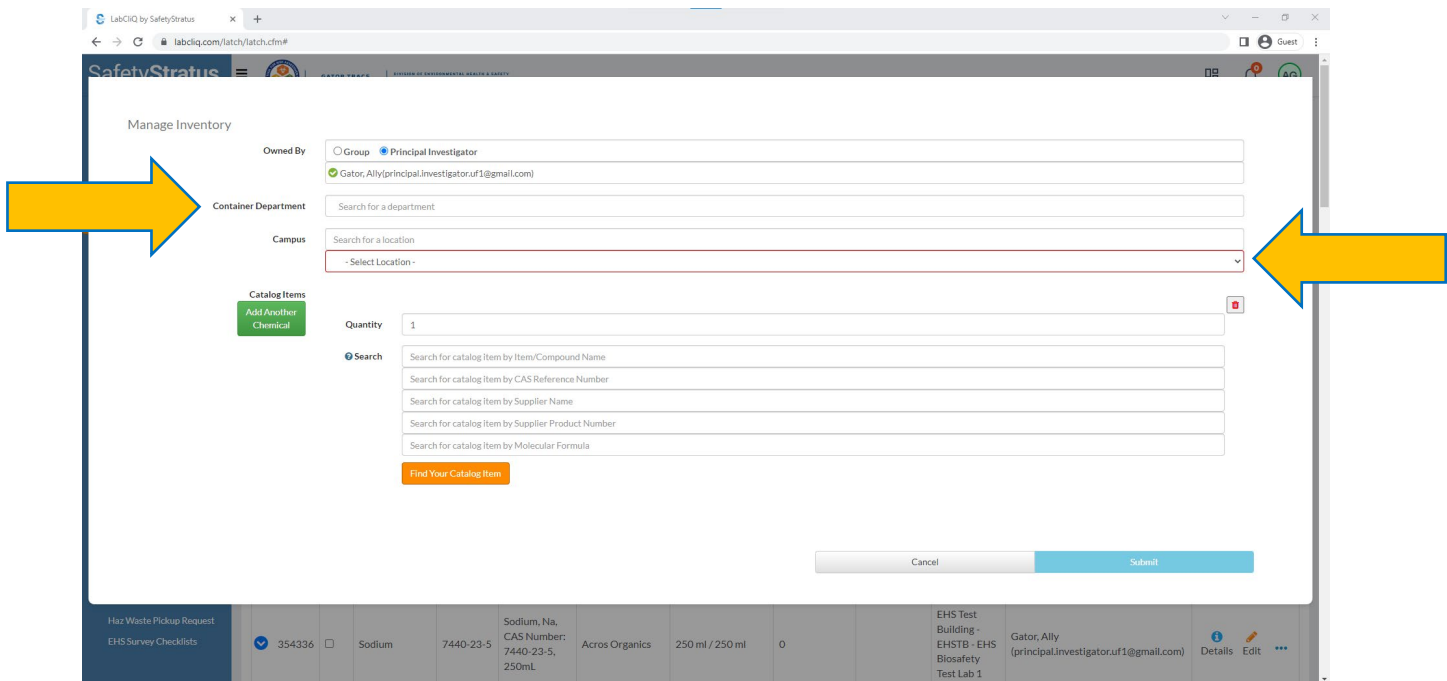 LabCliQ by SafetyStratus
labcliq.com/latch/latch.cfm#
Guest
SafetyStratus
GATOR TRACE
DIVISION OF ENVIRONMENTAL HEALTH & SAFETY
AG
Manage Inventory
Owned By
Group Principal Investigator
Gator, Ally(principal.investigator.uf1@gmail.com)
Container Department
Search for a department
Campus
Search for a location
- Select Location -
Catalog Items
Add Another
Chemical
Quantity
1
Search
Search for catalog item by Item/Compound Name
Search for catalog item by CAS Reference Number
Search for catalog item by Supplier Name
Search for catalog item by Supplier Product Number
Search for catalog item by Molecular Formula
Find Your Catalog Item
Cancel
Submit
Haz Waste Pickup Request
EHS Survey Checklists
354336
Sodium
7440-23-5
Sodium, Na,
CAS Number:
7440-23-5,
250mL
Acros Organics
250 ml / 250 ml
0
EHS Test
Building -
EHSTB - EHS
Biosafety
Test Lab 1
Gator, Ally
(principal.investigator.uf1@gmail.com)
Details
Edit